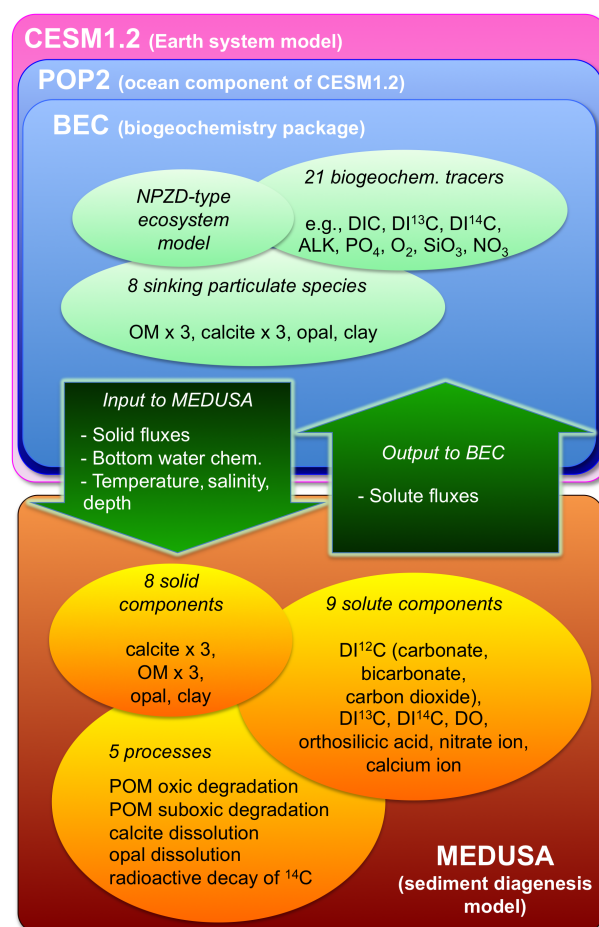 CESM1.2 (Earth system model)
POP2 (ocean component of CESM1.2)
BEC (biogeochemistry package)
NPZD-type
ecosystem
model
21 biogeochem. tracers
e.g., DIC, DI¹³C, DI¹⁴C,
ALK, PO₄, O₂, SiO₃, NO₃
8 sinking particulate species
OM x 3, calcite x 3, opal, clay
Input to MEDUSA
- Solid fluxes
- Bottom water chem.
- Temperature, salinity,
depth
Output to BEC
- Solute fluxes
8 solid
components
calcite x 3,
OM x 3,
opal, clay
9 solute components
DI¹²C (carbonate,
bicarbonate,
carbon dioxide),
DI¹³C, DI¹⁴C, DO,
orthosilicic acid, nitrate ion,
calcium ion
5 processes
POM oxic degradation
POM suboxic degradation
calcite dissolution
opal dissolution
radioactive decay of ¹⁴C
MEDUSA
(sediment diagenesis
model)